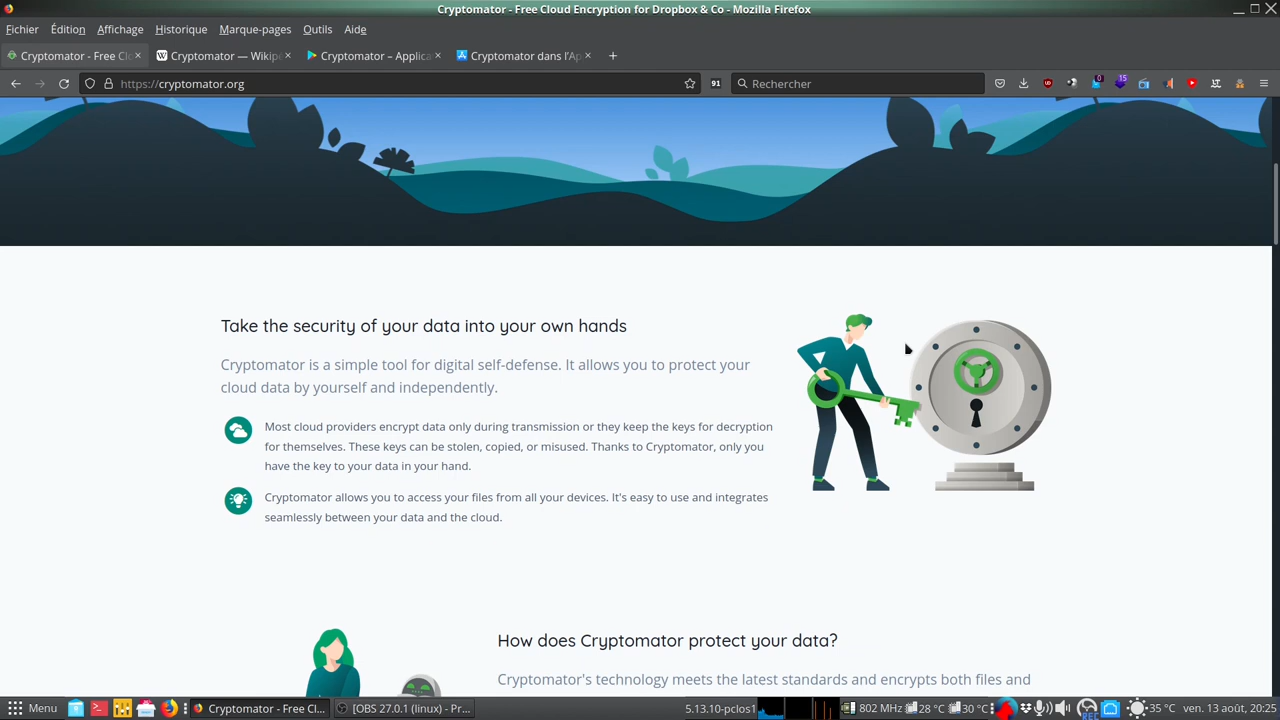 Cryptomator - Free Cloud Encryption for Dropbox & Co - Mozilla Firefox
Fichier Édition Affichage Historique Marque-pages Outils Aide
Cryptomator - Free Clo Cryptomator — Wikipé Cryptomator – Applica Cryptomator dans l'Ap
https://cryptomator.org 91 Rechercher 0 15
Take the security of your data into your own hands
Cryptomator is a simple tool for digital self-defense. It allows you to protect your
cloud data by yourself and independently.
Most cloud providers encrypt data only during transmission or they keep the keys for decryption
for themselves. These keys can be stolen, copied, or misused. Thanks to Cryptomator, only you
have the key to your data in your hand.
Cryptomator allows you to access your files from all your devices. It's easy to use and integrates
seamlessly between your data and the cloud.
How does Cryptomator protect your data?
Cryptomator's technology meets the latest standards and encrypts both files and
Menu Cryptomator - Free Cl... [OBS 27.0.1 (linux) - Pr... 5.13.10-pclos1 802 MHz 28 °C 30 °C REC 35 °C ven. 13 août, 20:25